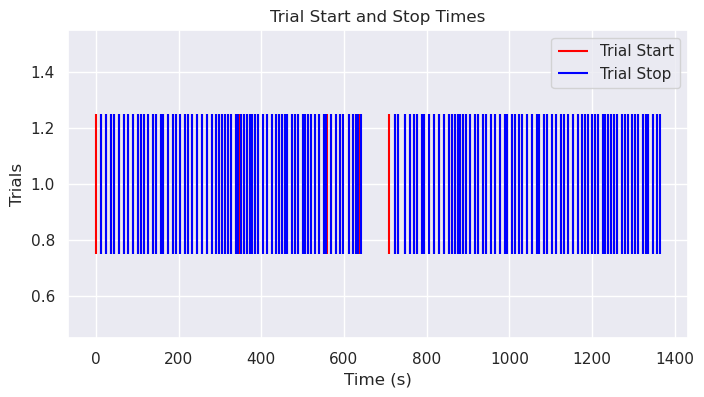 Trial Start and Stop Times
Trial Start
Trial Stop
1.4
1.2
1.0
0.8
0.6
Trials
0 200 400 600 800 1000 1200 1400
Time (s)